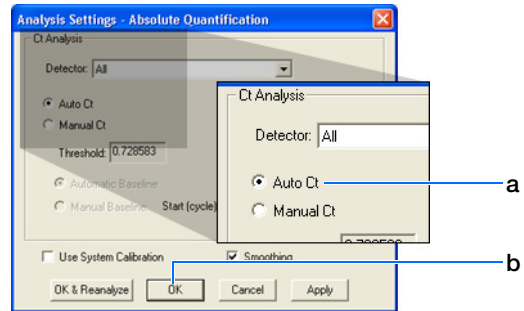 Analysis Settings - Absolute Quantification
Ct Analysis
Detector: All
Auto Ct
Manual Ct
Threshold: 0.728583
Automatic Baseline
Manual Baseline: Start (cycle)
Use System Calibration
Smoothing
OK & Reanalyze
OK
Cancel
Apply
Ct Analysis
Detector: All
Auto Ct
Manual Ct
a
b